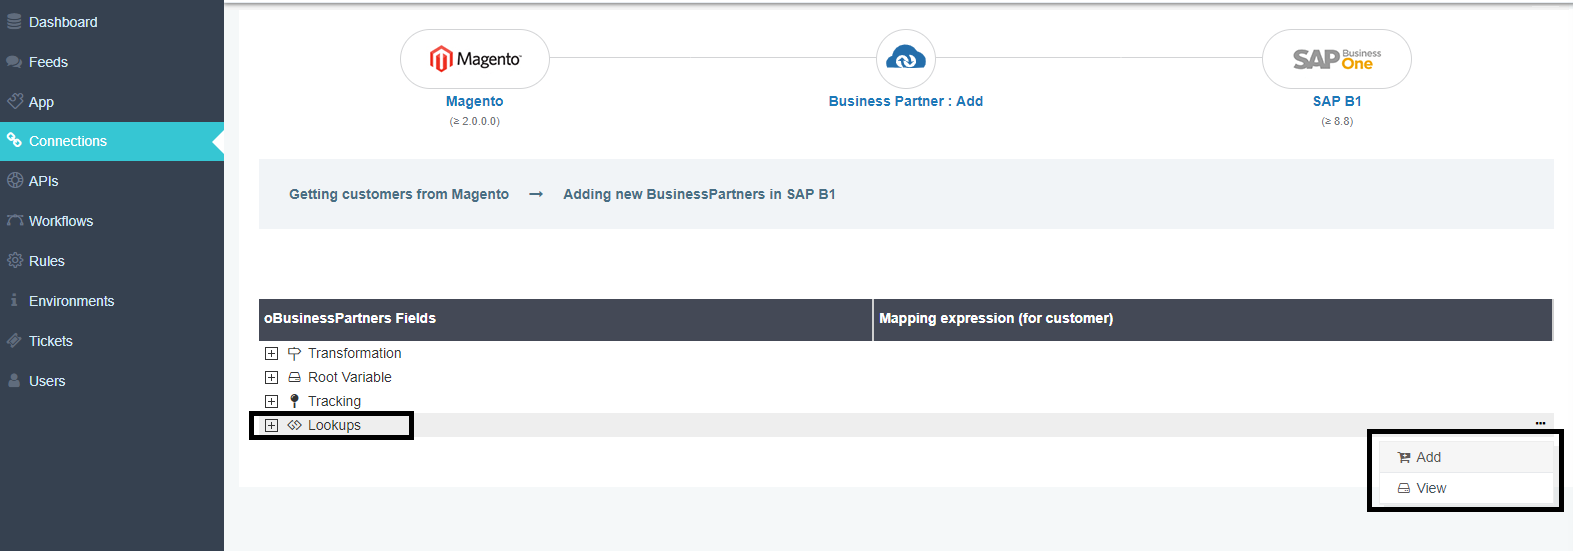 Dashboard
Feeds
App
Connections
APIs
Workflows
Rules
Environments
Tickets
Users
Magento
SAP Business One
Magento
Business Partner : Add
SAP B1
(≥ 2.0.0.0)
(≥ 8.8)
Getting customers from Magento → Adding new BusinessPartners in SAP B1
oBusinessPartners Fields
Mapping expression (for customer)
Transformation
Root Variable
Tracking
Lookups
Add
View